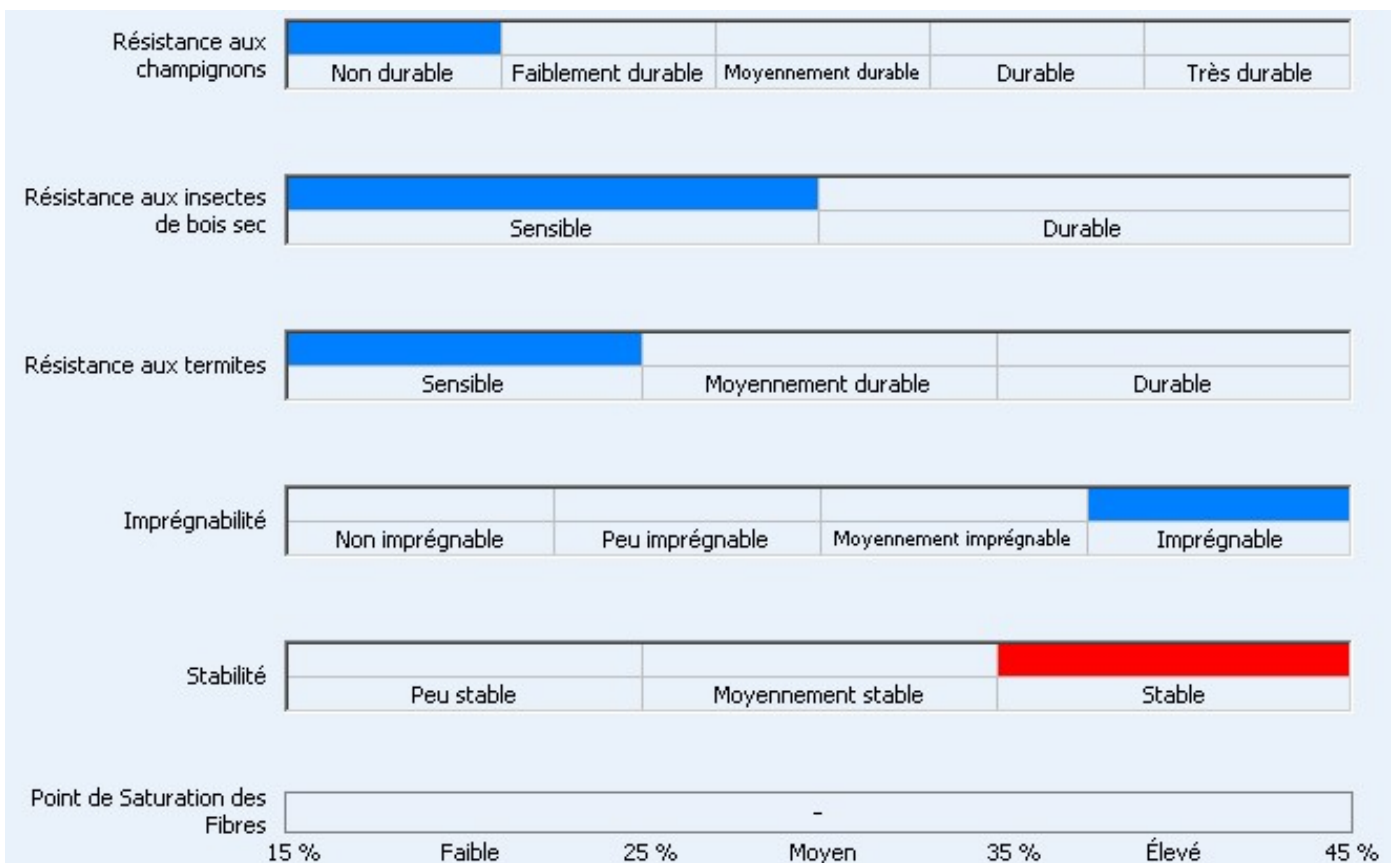 Résistance aux
champignons
Non durable Faiblement durable Moyennement durable Durable Très durable
Résistance aux insectes
de bois sec
Sensible Durable
Résistance aux termites
Sensible Moyennement durable Durable
Imprégnabilité
Non imprégnable Peu imprégnable Moyennement imprégnable Imprégnable
Stabilité
Peu stable Moyennement stable Stable
Point de Saturation des
Fibres
-
15 % Faible 25 % Moyen 35 % Élevé 45 %